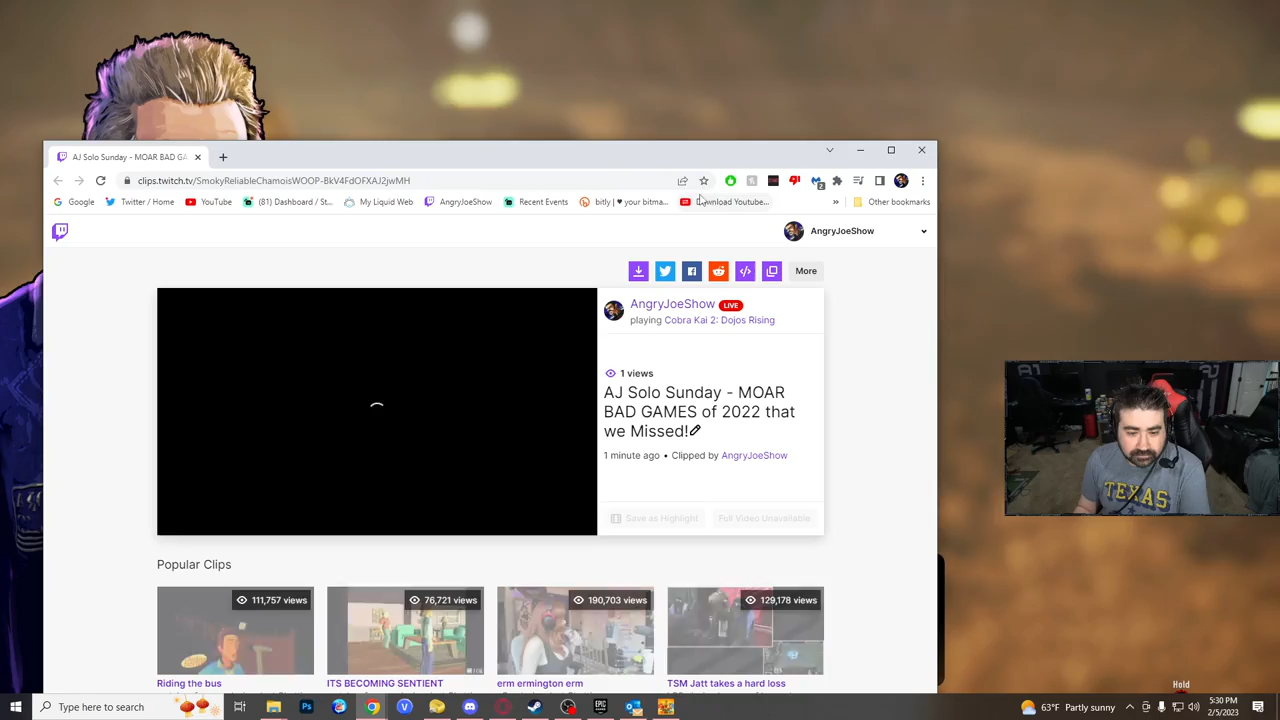 AJ Solo Sunday - MOAR BAD GA
clips.twitch.tv/SmokyReliableChamoisWOOP-BkV4FdOFXAJ2jwMH
2
Google
Twitter / Home
YouTube
(81) Dashboard / St...
My Liquid Web
AngryJoeShow
Recent Events
bitly | ♥ your bitma...
Download Youtube...
»
Other bookmarks
AngryJoeShow
More
AngryJoeShow LIVE
playing Cobra Kai 2: Dojos Rising
1 views
AJ Solo Sunday - MOAR
BAD GAMES of 2022 that
we Missed!
1 minute ago • Clipped by AngryJoeShow
Save as Highlight
Full Video Unavailable
Popular Clips
111,757 views
76,721 views
190,703 views
129,178 views
Riding the bus
ITS BECOMING SENTIENT
erm ermington erm
TSM Jatt takes a hard loss
TEXAS
Hold
Type here to search
63°F Partly sunny
5:30 PM
2/5/2023